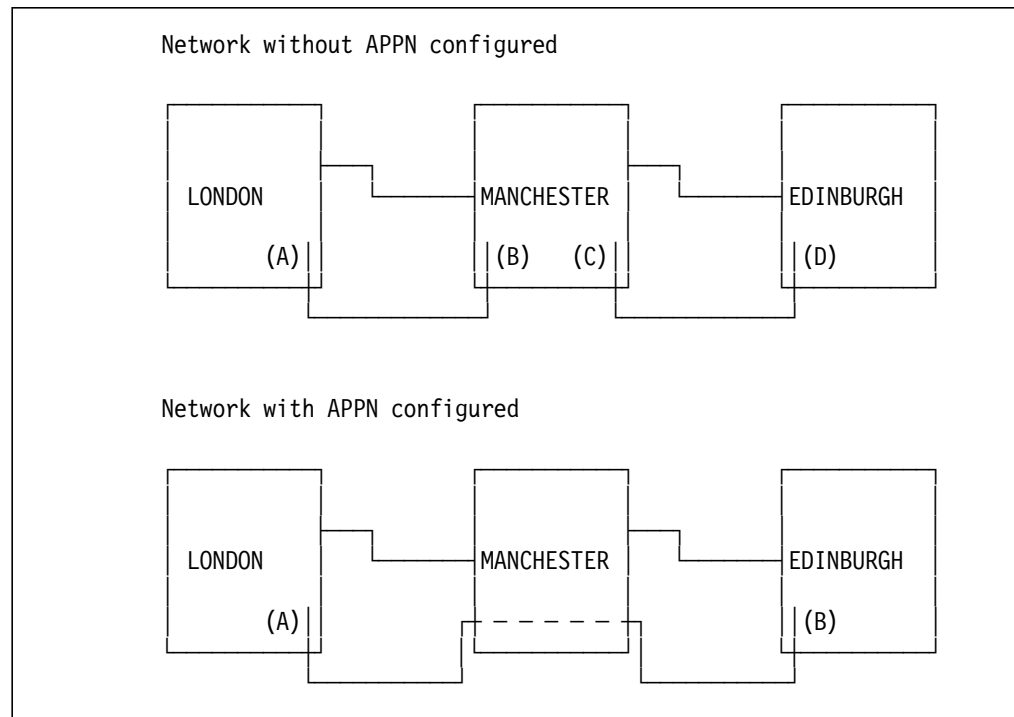 Network without APPN configured
LONDON MANCHESTER EDINBURGH
(A) (B) (C) (D)
Network with APPN configured
LONDON MANCHESTER EDINBURGH
(A) (B)